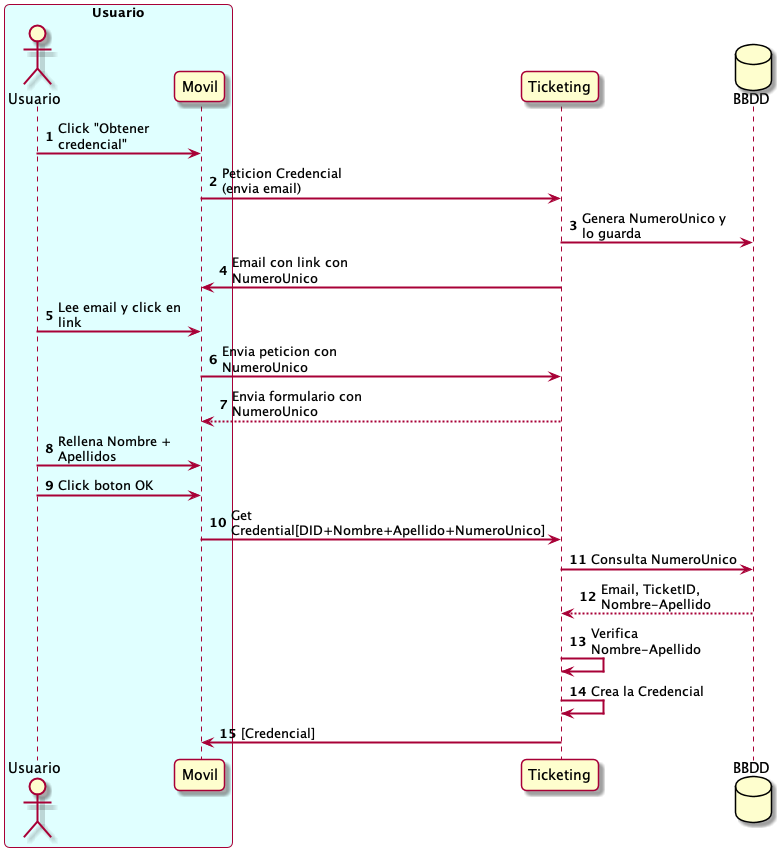 Usuario
Usuario
Movil
Ticketing
BBDD
1 Click "Obtener
credencial"
2 Peticion Credencial
(envia email)
3 Genera NumeroUnico y
lo guarda
4 Email con link con
NumeroUnico
5 Lee email y click en
link
6 Envia peticion con
NumeroUnico
7 Envia formulario con
NumeroUnico
8 Rellena Nombre +
Apellidos
9 Click boton OK
10 Get
Credential[DID+Nombre+Apellido+NumeroUnico]
11 Consulta NumeroUnico
12 Email, TicketID,
Nombre-Apellido
13 Verifica
Nombre-Apellido
14 Crea la Credencial
15 [Credencial]
Usuario
Movil
Ticketing
BBDD